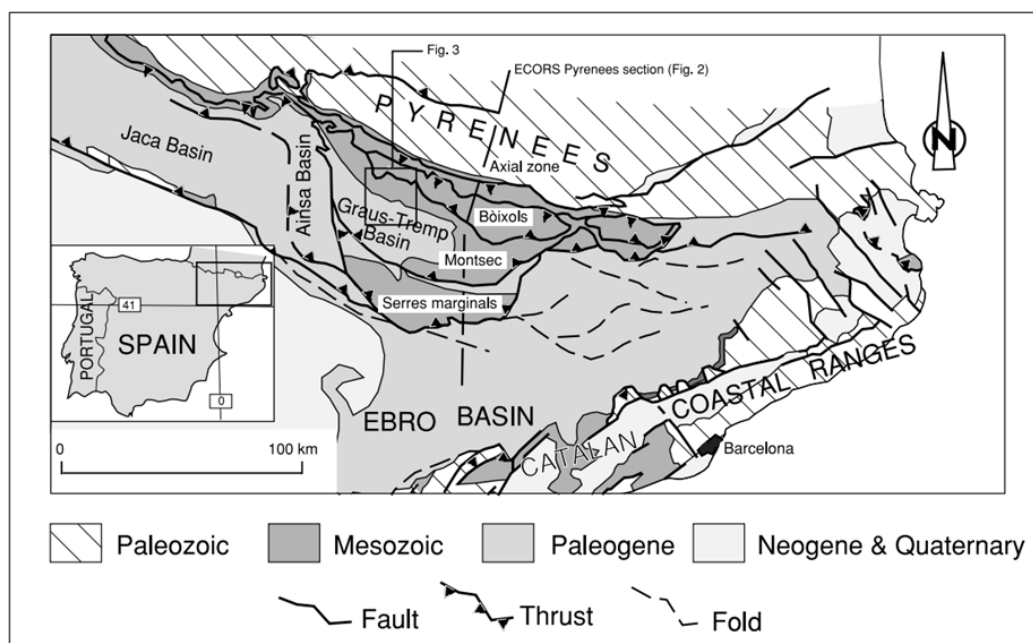 Fig. 3
ECORS Pyrenees section (Fig. 2)
PYRENEES
N
Jaca Basin
Axial zone
Ainsa Basin
Graus-Tremp
Basin
Bòixols
Montsec
Serres marginals
41
PORTUGAL
SPAIN
0
EBRO BASIN
CATALAN COASTAL RANGES
Barcelona
0 100 km
Paleozoic Mesozoic Paleogene Neogene & Quaternary
Fault Thrust Fold